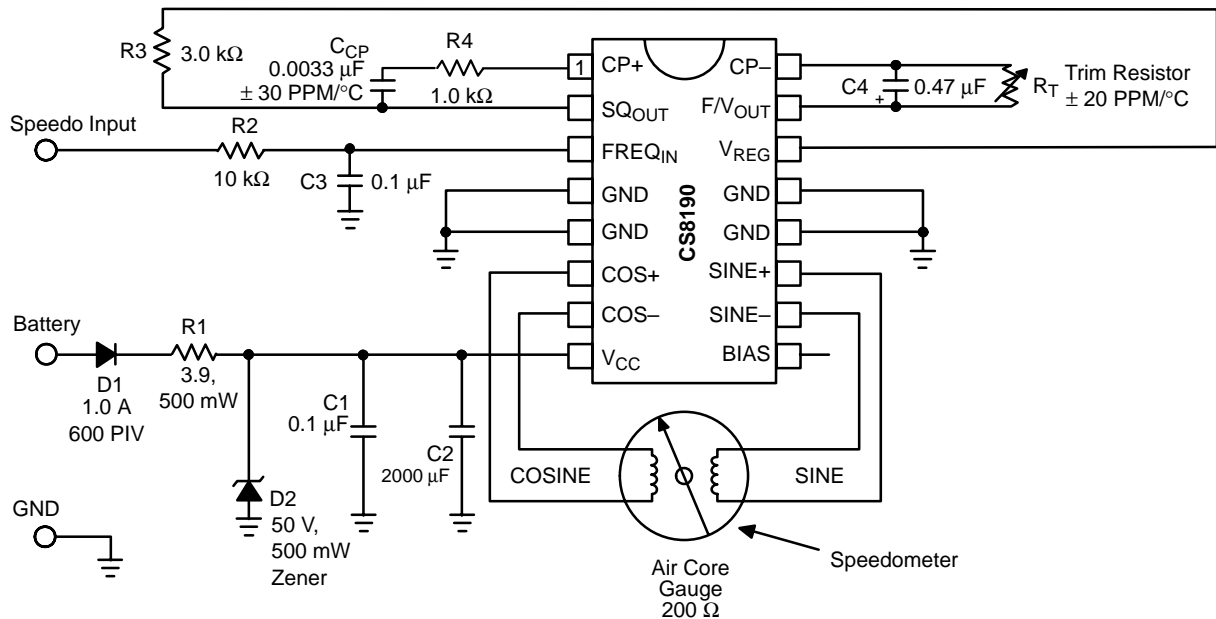 R3
3.0 kΩ
C_CP
0.0033 μF
± 30 PPM/°C
R4
1.0 kΩ
1
CP+
SQ_OUT
FREQ_IN
GND
GND
COS+
COS–
V_CC
CS8190
CP–
F/V_OUT
V_REG
GND
GND
SINE+
SINE–
BIAS
C4
+
0.47 μF
R_T
Trim Resistor
± 20 PPM/°C
Speedo Input
R2
10 kΩ
C3
0.1 μF
Battery
D1
1.0 A
600 PIV
R1
3.9,
500 mW
C1
0.1 μF
C2
2000 μF
D2
50 V,
500 mW
Zener
GND
COSINE
SINE
Speedometer
Air Core
Gauge
200 Ω